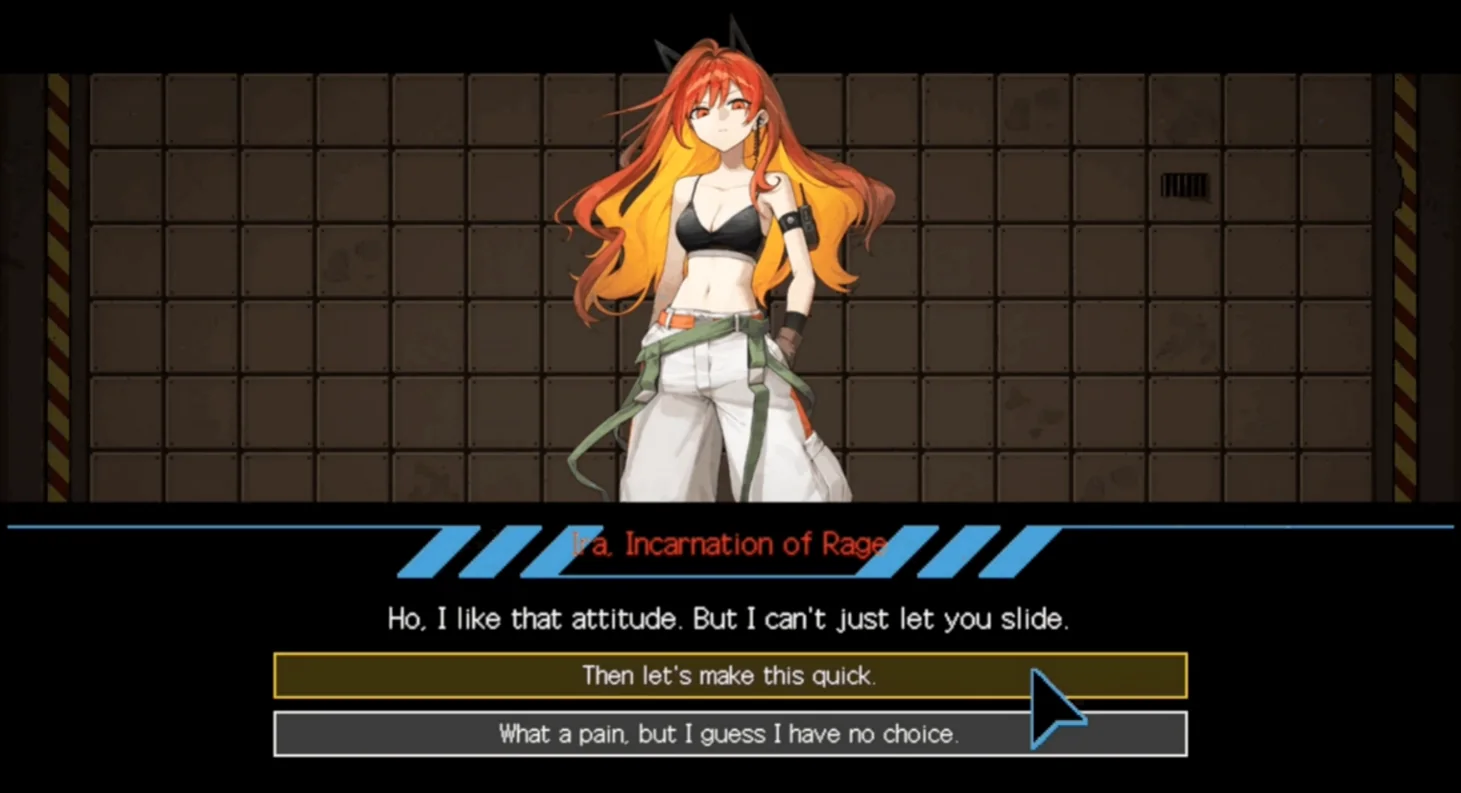 Ira, Incarnation of Rage
Ho, I like that attitude. But I can't just let you slide.
Then let's make this quick.
What a pain, but I guess I have no choice.